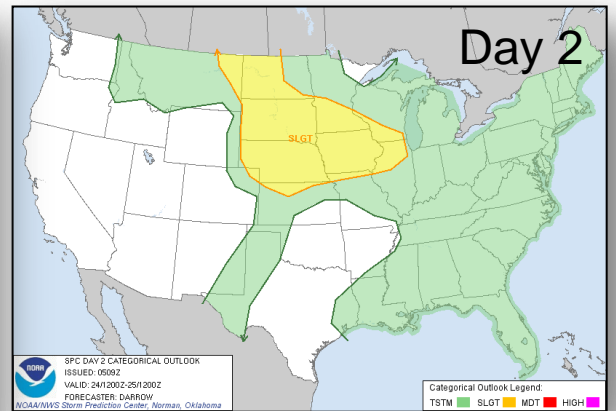 Day 2
SLGT
NOAA
SPC DAY 2 CATEGORICAL OUTLOOK
ISSUED: 0509Z
VALID: 24/1200Z-25/1200Z
FORECASTER: DARROW
NOAA/NWS Storm Prediction Center, Norman, Oklahoma
Categorical Outlook Legend:
TSTM SLGT MDT HIGH